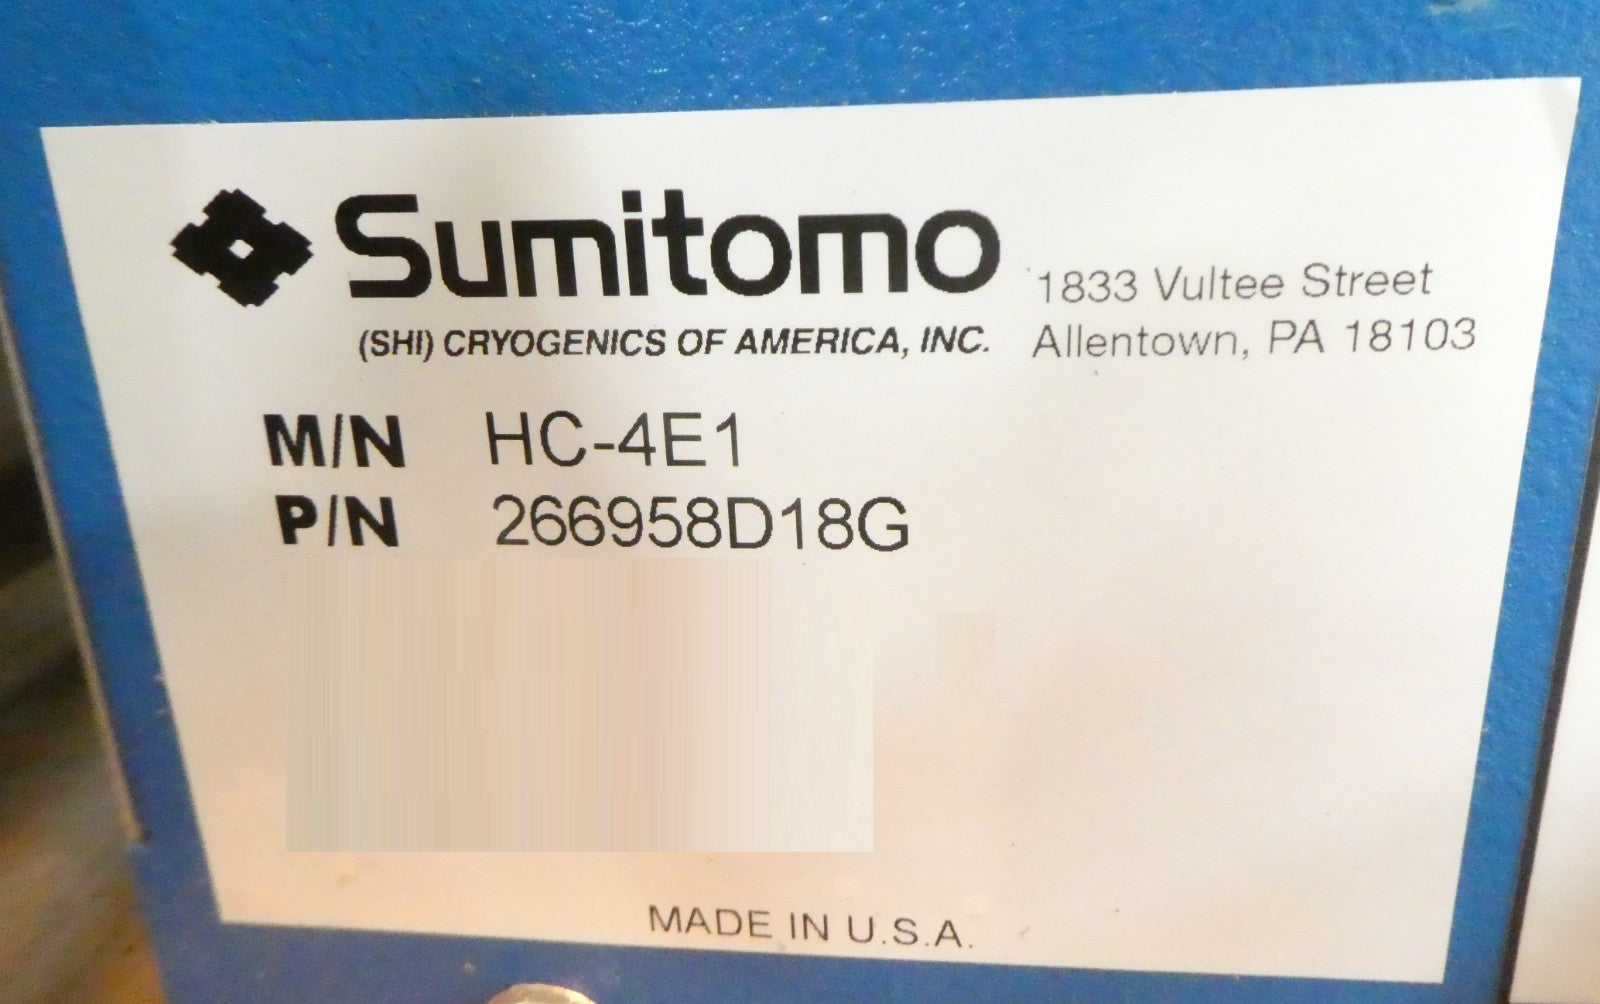 Sumitomo
(SHI) CRYOGENICS OF AMERICA, INC.
1833 Vultee Street
Allentown, PA 18103
M/N HC-4E1
P/N 266958D18G
MADE IN U.S.A.